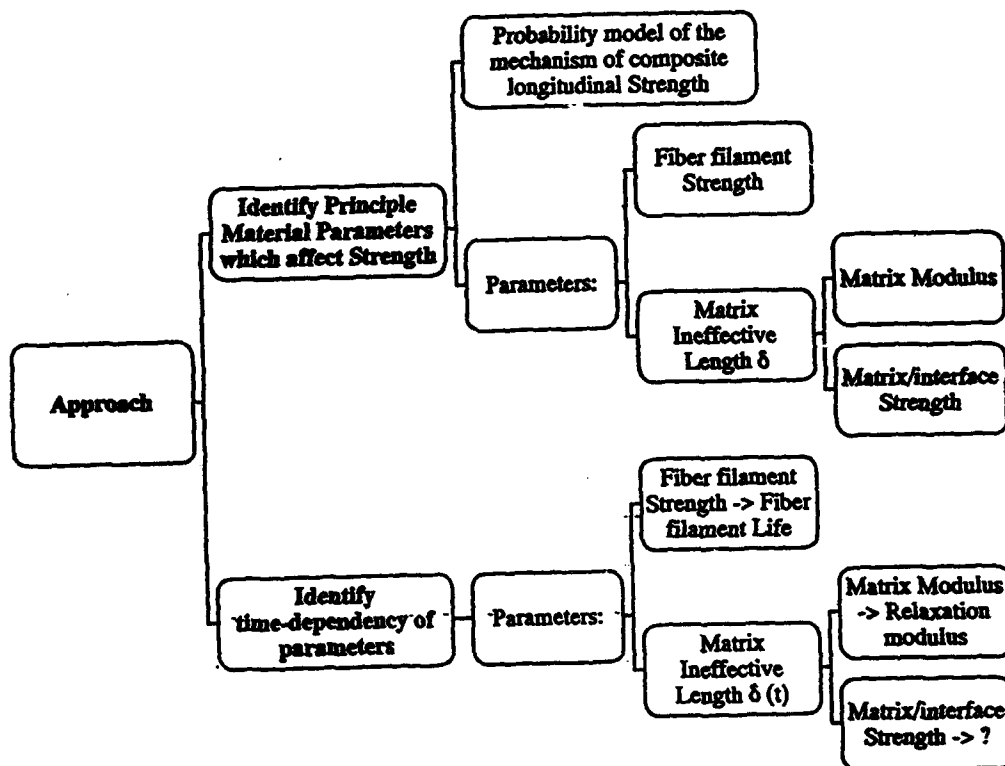 Probability model of the
mechanism of composite
longitudinal Strength
Fiber filament
Strength
Identify Principle
Material Parameters
which affect Strength
Parameters:
Matrix Modulus
Matrix
Ineffective
Length δ
Matrix/interface
Strength
Approach
Fiber filament
Strength -> Fiber
filament Life
Identify
time-dependency of
parameters
Parameters:
Matrix Modulus
-> Relaxation
modulus
Matrix
Ineffective
Length δ (t)
Matrix/interface
Strength -> ?